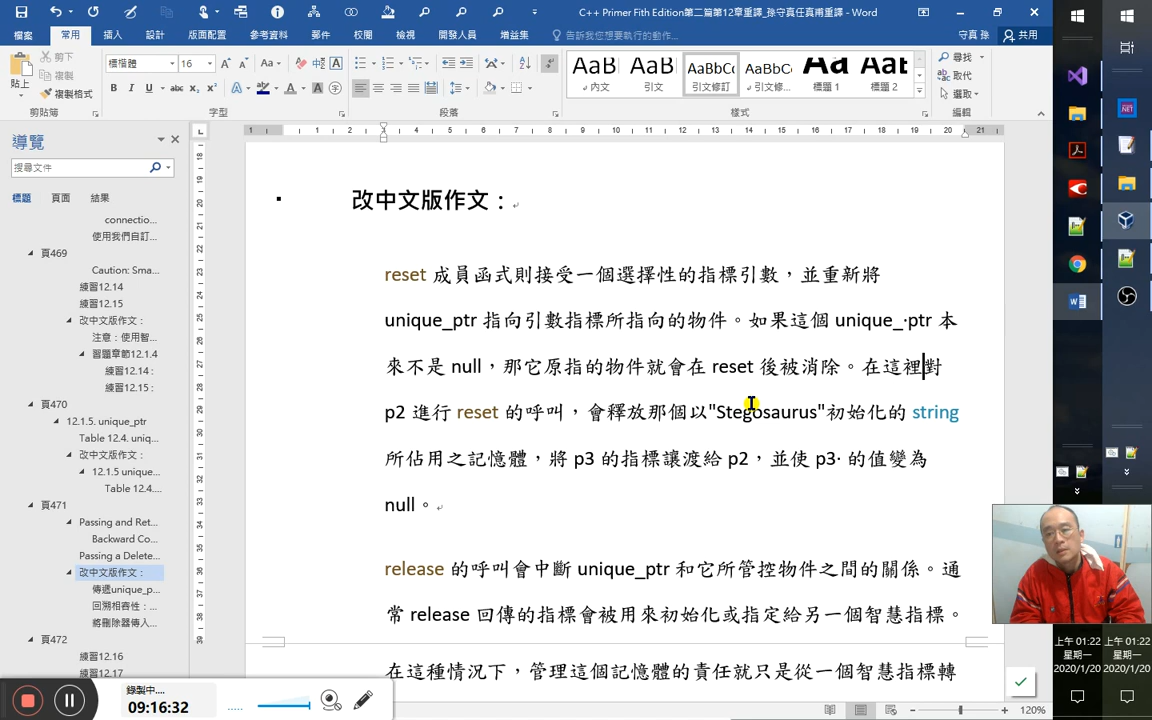 C++ Primer Fith Edition第二篇第12章重譯_孫守真任真甫重譯 - Word
檔案
常用
插入
設計
版面配置
參考資料
郵件
校閱
檢視
開發人員
增益集
告訴我您想要執行的動作...
守真 孫
共用
貼上
剪下
複製
複製格式
標楷體
16
AaBb
AaBb
AaBbCc
AaBbCc
AaB
AaBb
內文
引文
引文修訂
引文修...
標題 1
標題 2
尋找
取代
選取
剪貼簿
字型
段落
樣式
編輯
導覽
搜尋文件
標題
頁面
結果
connectio...
使用我們自訂...
頁469
Caution: Sma...
練習12.14
練習12.15
改中文版作文：
注意：使用智...
習題章節12.1.4
練習12.14 :
練習12.15 :
頁470
12.1.5. unique_ptr
Table 12.4. uniq...
改中文版作文：
12.1.5 unique...
Table 12.4....
頁471
Passing and Ret...
Backward Co...
Passing a Delete...
改中文版作文：
傳遞unique_p...
回溯相容性：...
將刪除器傳入...
頁472
練習12.16
練習12.17
改中文版作文：
reset 成員函式則接受一個選擇性的指標引數，並重新將
unique_ptr 指向引數指標所指向的物件。如果這個 unique_·ptr 本
來不是 null，那它原指的物件就會在 reset 後被消除。在這裡對
p2 進行 reset 的呼叫，會釋放那個以"Stegosaurus"初始化的 string
所佔用之記憶體，將 p3 的指標讓渡給 p2，並使 p3· 的值變為
null。
release 的呼叫會中斷 unique_ptr 和它所管控物件之間的關係。通
常 release 回傳的指標會被用來初始化或指定給另一個智慧指標。
在這種情況下，管理這個記憶體的責任就只是從一個智慧指標轉
錄製中....
09:16:32
120%
上午 01:22
星期一
2020/1/20
上午 01:22
星期一
2020/1/20